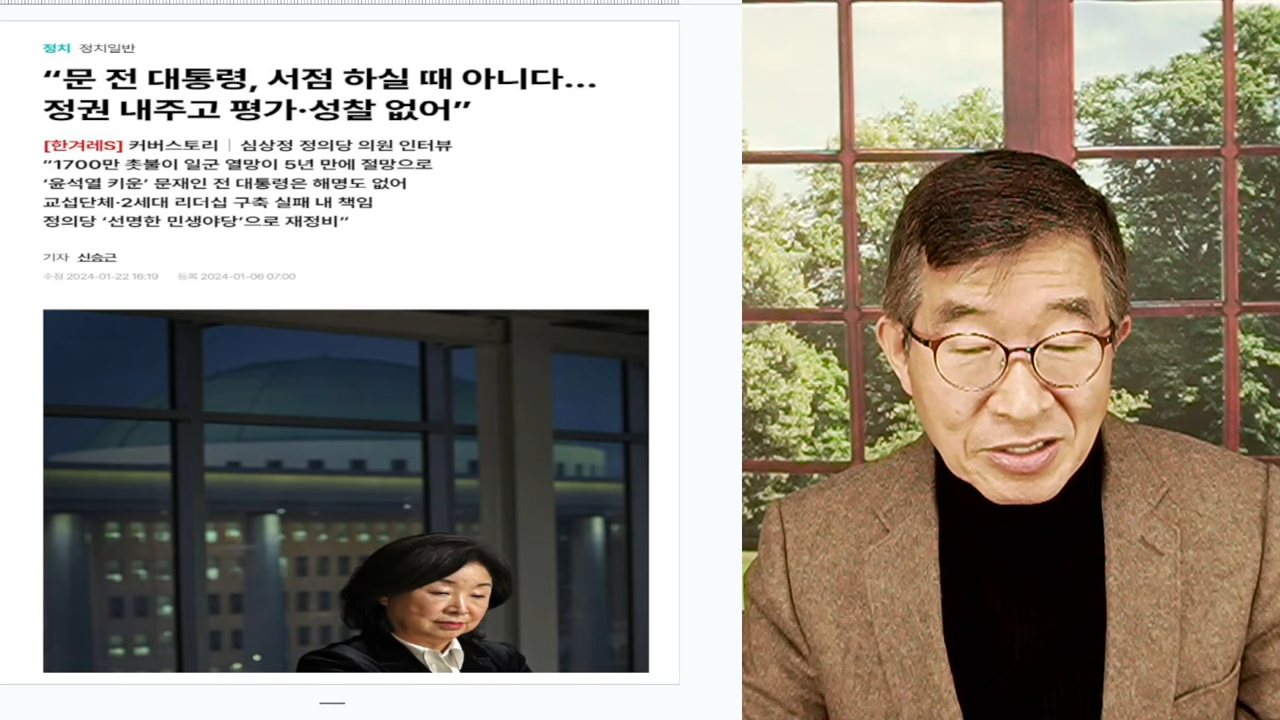 정치 정치일반
“문 전 대통령, 서점 하실 때 아니다…
정권 내주고 평가·성찰 없어”
[한겨레S] 커버스토리 | 심상정 정의당 의원 인터뷰
“1700만 촛불이 일군 열망이 5년 만에 절망으로
‘윤석열 키운’ 문재인 전 대통령은 해명도 없어
교섭단체·2세대 리더십 구축 실패 내 책임
정의당 ‘선명한 민생야당’으로 재정비”
기자 신승근
수정 2024-01-22 16:19 등록 2024-01-06 07:00